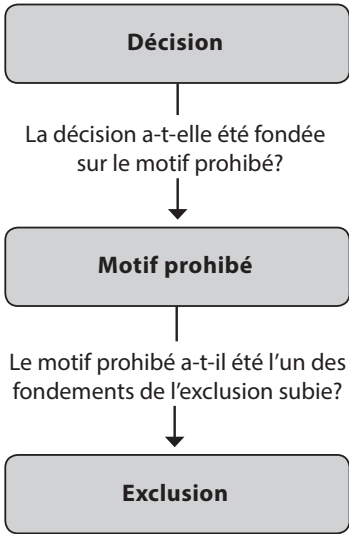 Décision
La décision a-t-elle été fondée
sur le motif prohibé?
Motif prohibé
Le motif prohibé a-t-il été l’un des
fondements de l’exclusion subie?
Exclusion